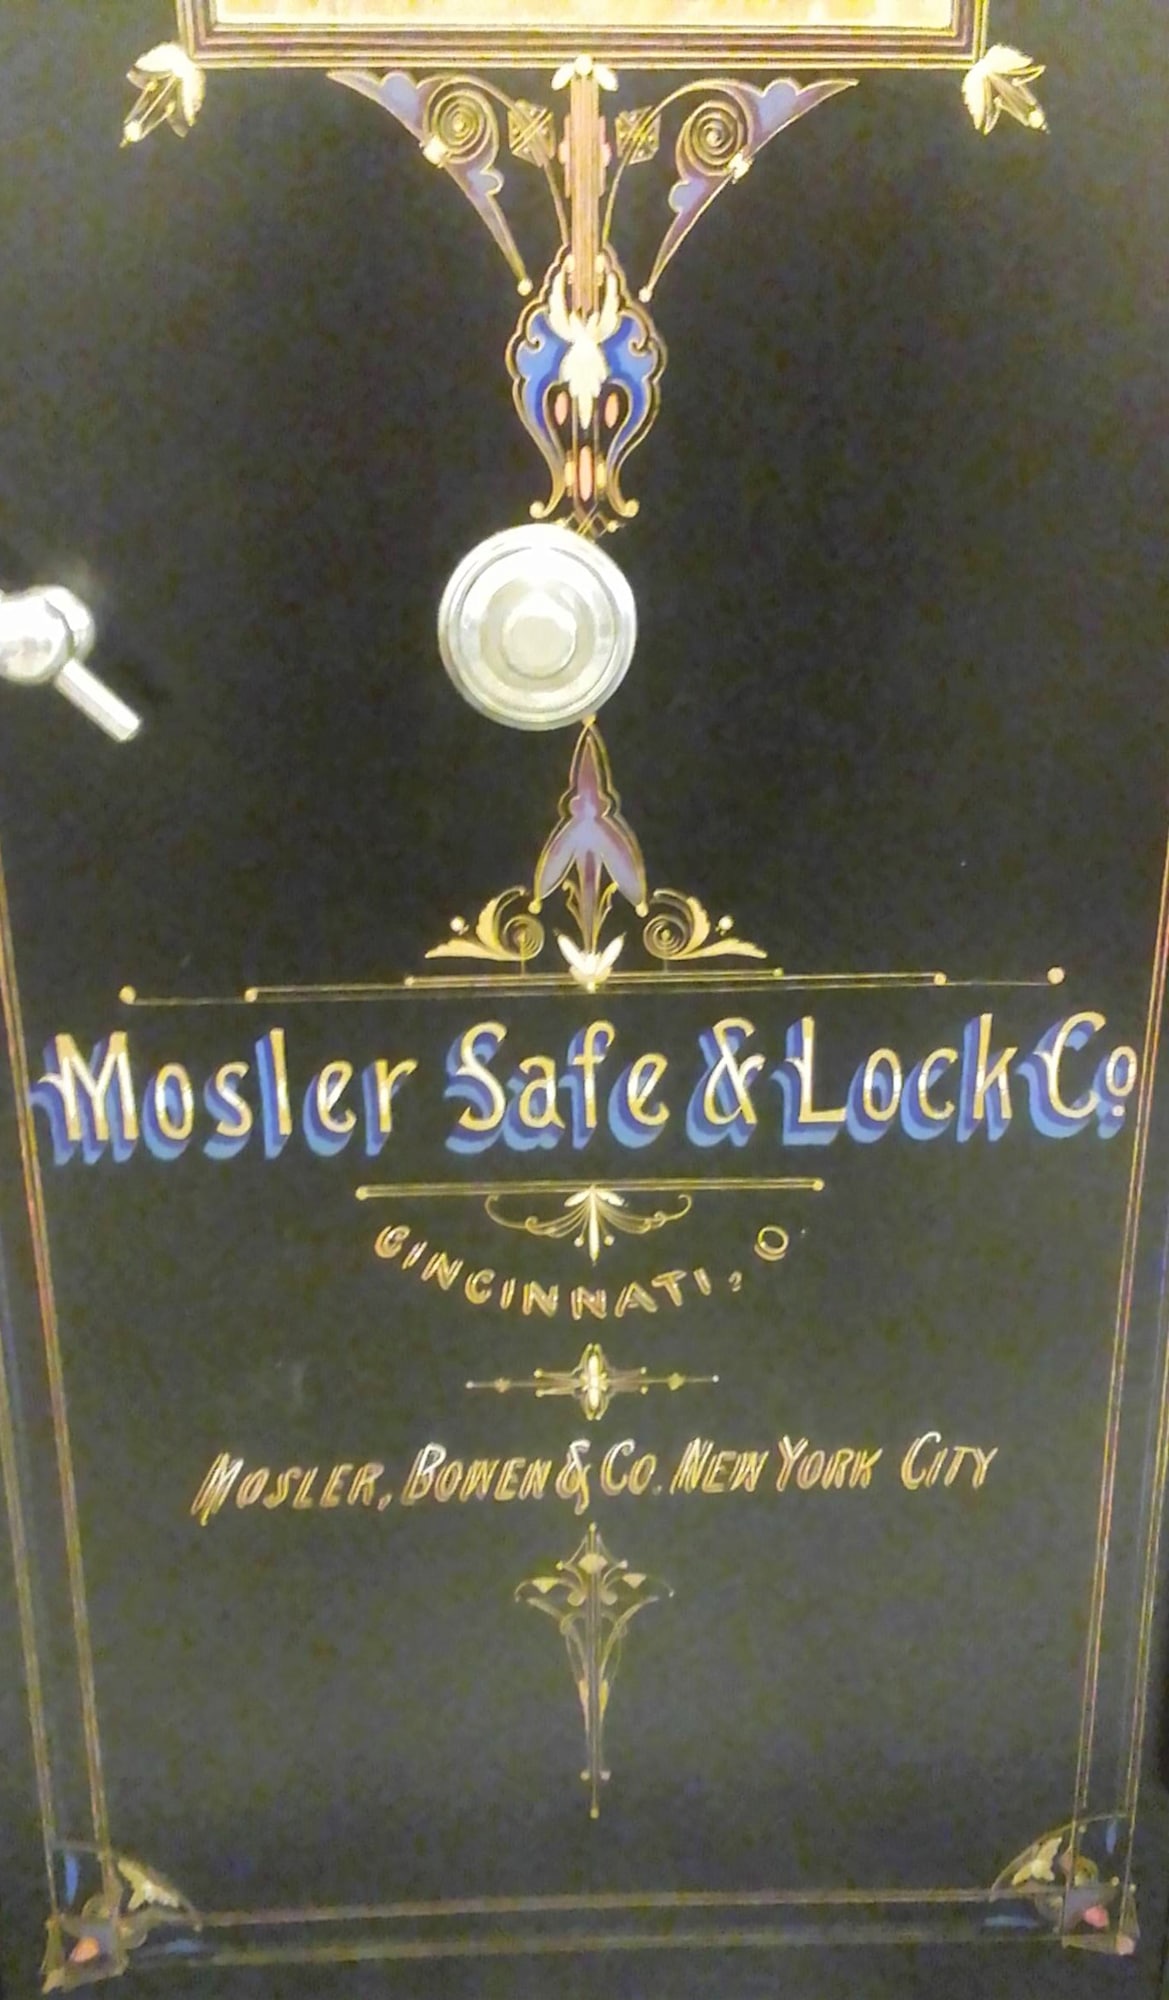 Mosler Safe & Lock Co
CINCINNATI, O
MOSLER, BOWEN & CO. NEW YORK CITY